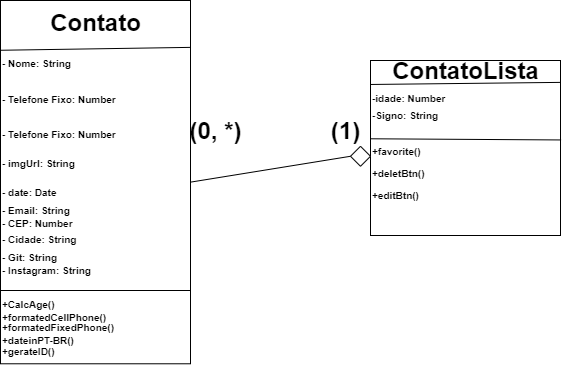 Contato
- Nome: String
- Telefone Fixo: Number
- Telefone Fixo: Number
- imgUrl: String
- date: Date
- Email: String
- CEP: Number
- Cidade: String
- Git: String
- Instagram: String
+CalcAge()
+formatedCellPhone()
+formatedFixedPhone()
+dateinPT-BR()
+gerateID()
(0, *)
(1)
ContatoLista
-idade: Number
-Signo: String
+favorite()
+deletBtn()
+editBtn()